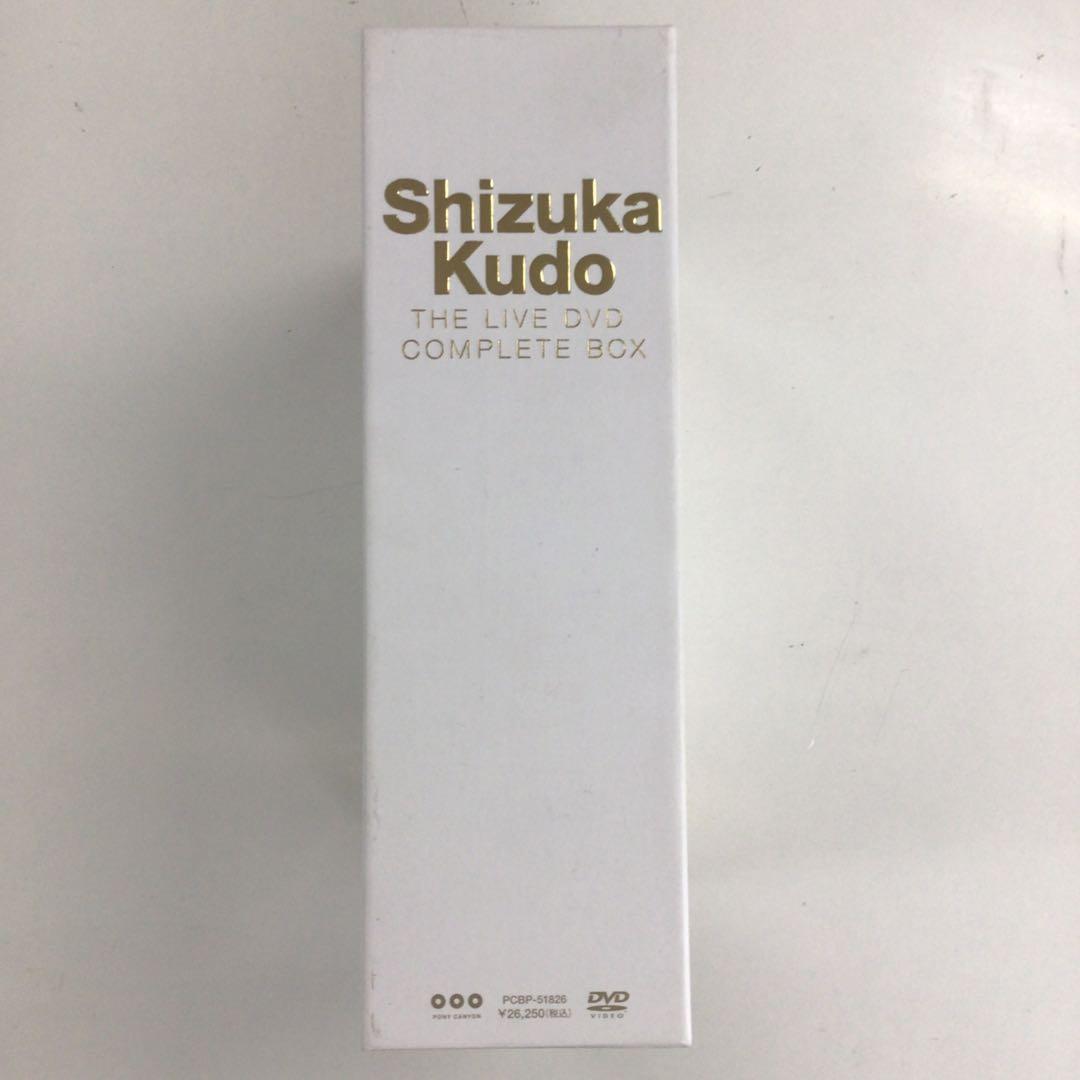 Shizuka
Kudo
THE LIVE DVD
COMPLETE BOX
PONY CANYON
PCBP-51826
¥26,250(税込)
DVD
VIDEO